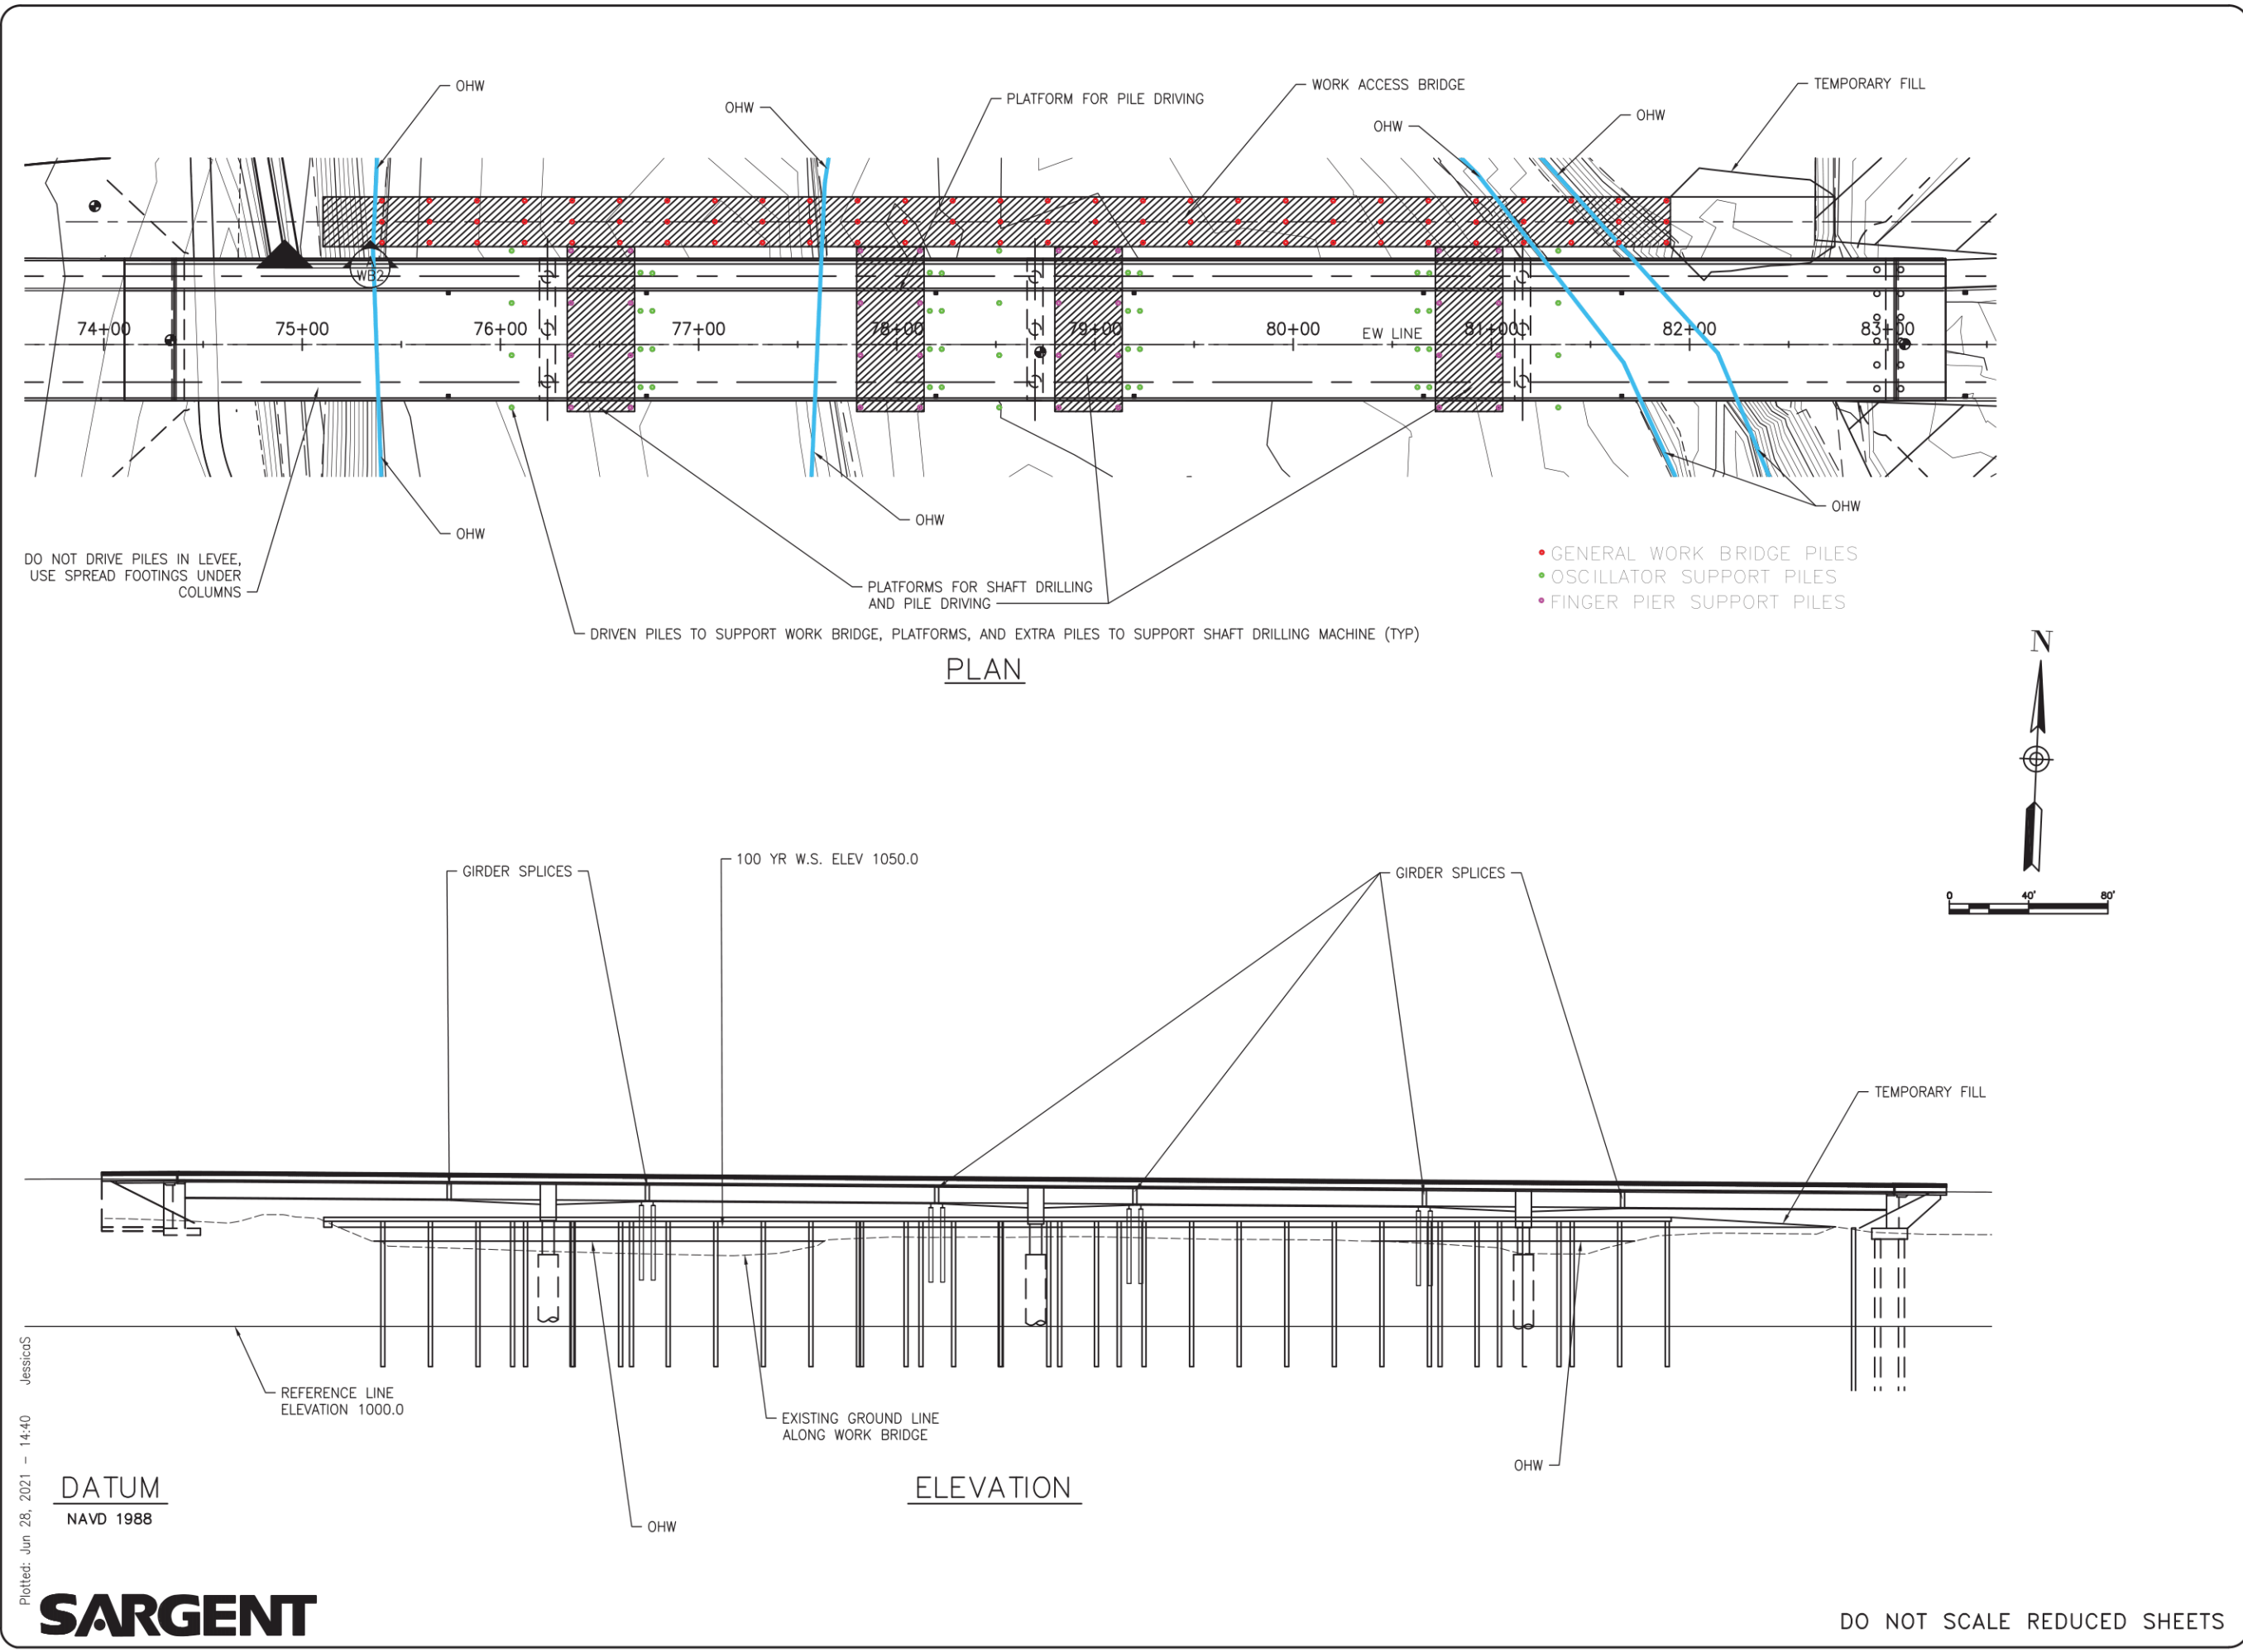 OHW
OHW
PLATFORM FOR PILE DRIVING
WORK ACCESS BRIDGE
TEMPORARY FILL
OHW
OHW
WB2
74+00
75+00
76+00
77+00
78+00
79+00
80+00
EW LINE
81+00
82+00
83+00
OHW
OHW
OHW
DO NOT DRIVE PILES IN LEVEE,
USE SPREAD FOOTINGS UNDER
COLUMNS
PLATFORMS FOR SHAFT DRILLING
AND PILE DRIVING
GENERAL WORK BRIDGE PILES
OSCILLATOR SUPPORT PILES
FINGER PIER SUPPORT PILES
DRIVEN PILES TO SUPPORT WORK BRIDGE, PLATFORMS, AND EXTRA PILES TO SUPPORT SHAFT DRILLING MACHINE (TYP)
PLAN
N
0 40' 80'
GIRDER SPLICES
100 YR W.S. ELEV 1050.0
GIRDER SPLICES
TEMPORARY FILL
REFERENCE LINE
ELEVATION 1000.0
EXISTING GROUND LINE
ALONG WORK BRIDGE
OHW
OHW
DATUM
NAVD 1988
ELEVATION
Plotted: Jun 28, 2021 - 14:40 JessicaS
SARGENT
DO NOT SCALE REDUCED SHEETS